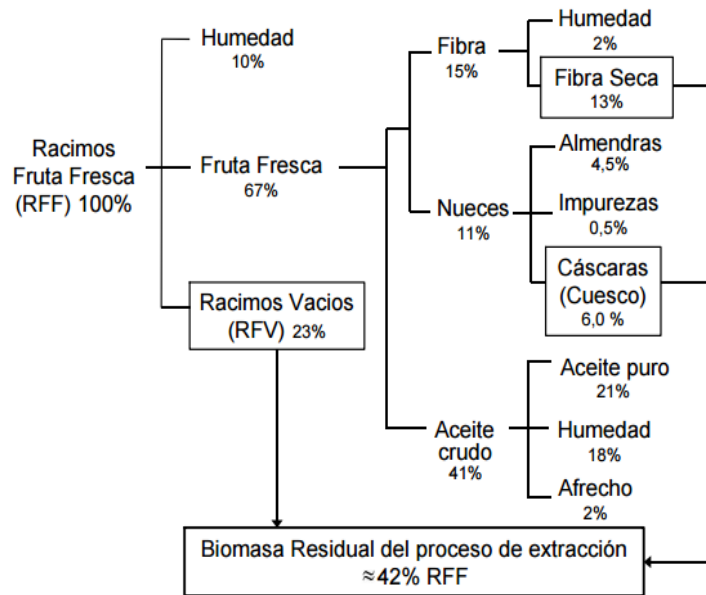 Racimos
Fruta Fresca
(RFF) 100%
Humedad
10%
Fruta Fresca
67%
Racimos Vacios
(RFV) 23%
Fibra
15%
Humedad
2%
Fibra Seca
13%
Nueces
11%
Almendras
4,5%
Impurezas
0,5%
Cáscaras
(Cuesco)
6,0 %
Aceite
crudo
41%
Aceite puro
21%
Humedad
18%
Afrecho
2%
Biomasa Residual del proceso de extracción
≈42% RFF